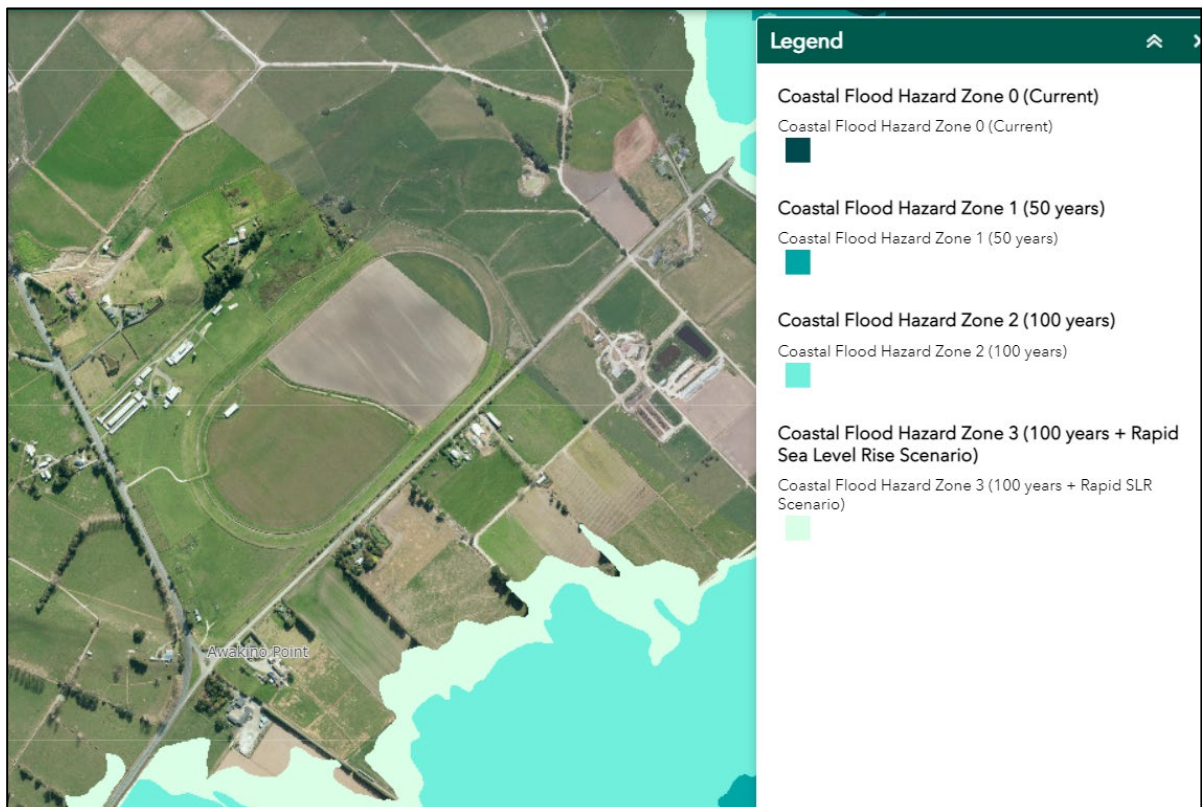 Legend
Coastal Flood Hazard Zone 0 (Current)
Coastal Flood Hazard Zone 0 (Current)
Coastal Flood Hazard Zone 1 (50 years)
Coastal Flood Hazard Zone 1 (50 years)
Coastal Flood Hazard Zone 2 (100 years)
Coastal Flood Hazard Zone 2 (100 years)
Coastal Flood Hazard Zone 3 (100 years + Rapid
Sea Level Rise Scenario)
Coastal Flood Hazard Zone 3 (100 years + Rapid SLR
Scenario)
Awakino Point